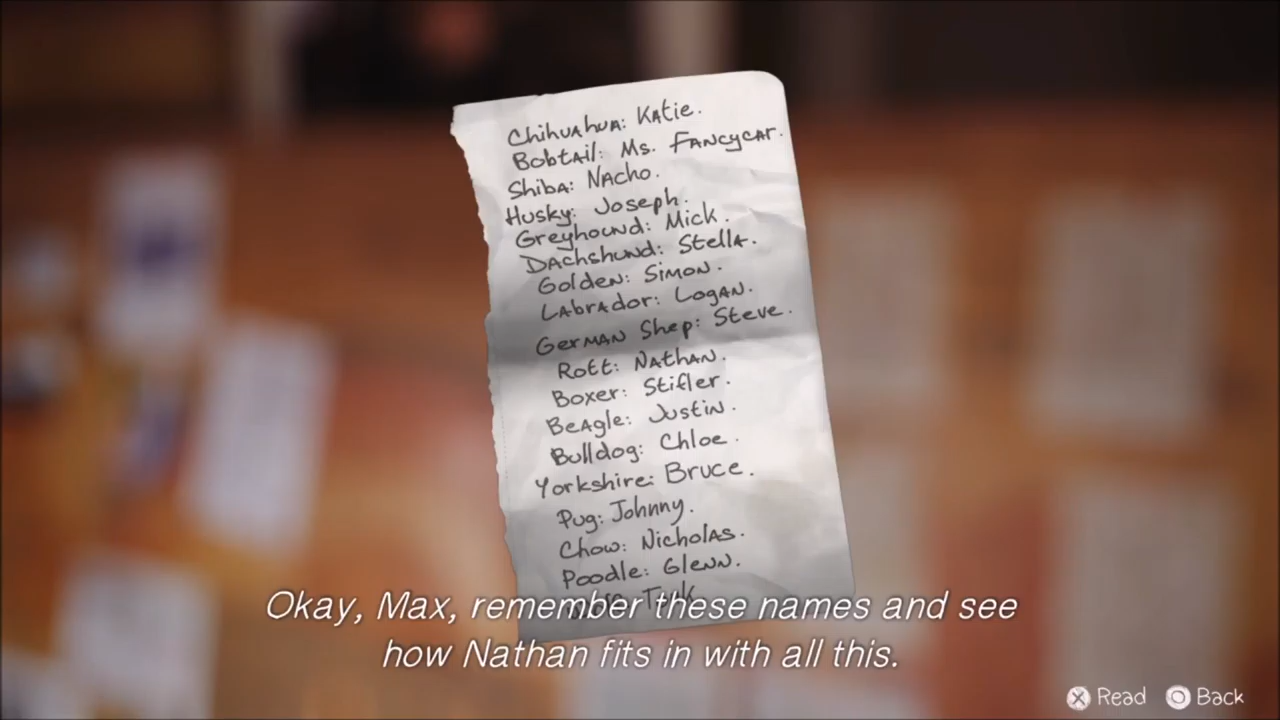 Chihuahua: Katie.
Bobtail: Ms. Fancycar.
Shiba: Nacho.
Husky: Joseph.
Greyhound: Mick.
Dachshund: Stella.
Golden: Simon.
Labrador: Logan.
German Shep: Steve.
Rott: Nathan.
Boxer: Stifler.
Beagle: Justin.
Bulldog: Chloe.
Yorkshire: Bruce.
Pug: Johnny.
Chow: Nicholas.
Poodle: Glenn.
Okay, Max, remember these names and see
how Nathan fits in with all this.
Read Back